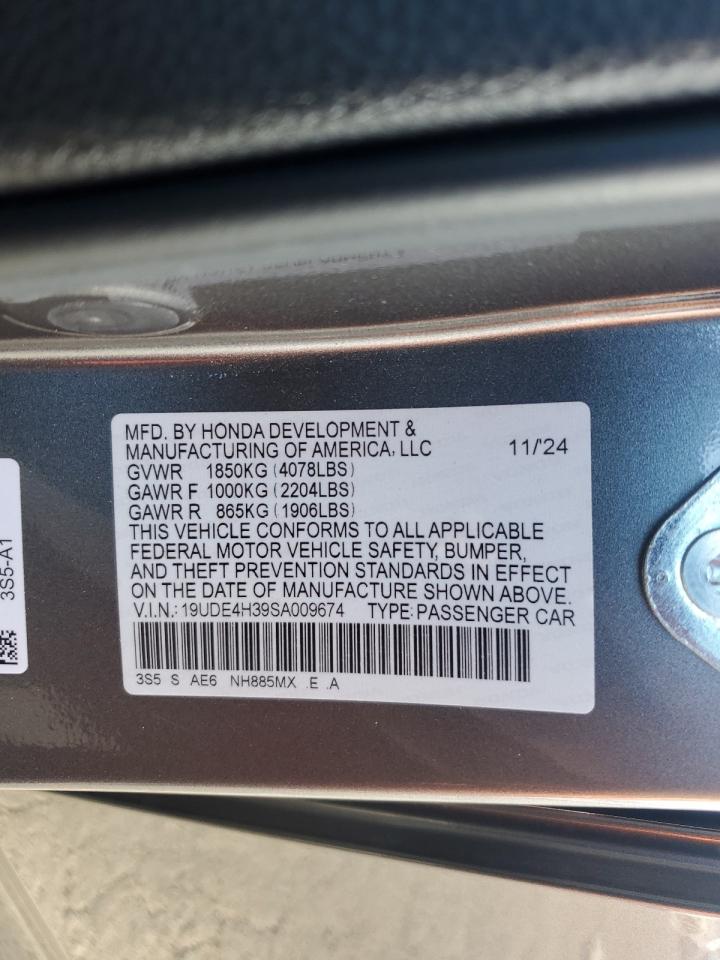 MFD. BY HONDA DEVELOPMENT &
MANUFACTURING OF AMERICA, LLC 11/'24
GVWR 1850KG (4078LBS)
GAWR F 1000KG (2204LBS)
GAWR R 865KG (1906LBS)
THIS VEHICLE CONFORMS TO ALL APPLICABLE
FEDERAL MOTOR VEHICLE SAFETY, BUMPER,
AND THEFT PREVENTION STANDARDS IN EFFECT
ON THE DATE OF MANUFACTURE SHOWN ABOVE.
V.I.N.: 19UDE4H39SA009674 TYPE: PASSENGER CAR
3S5 S AE6 NH885MX .E .A
3S5-A1